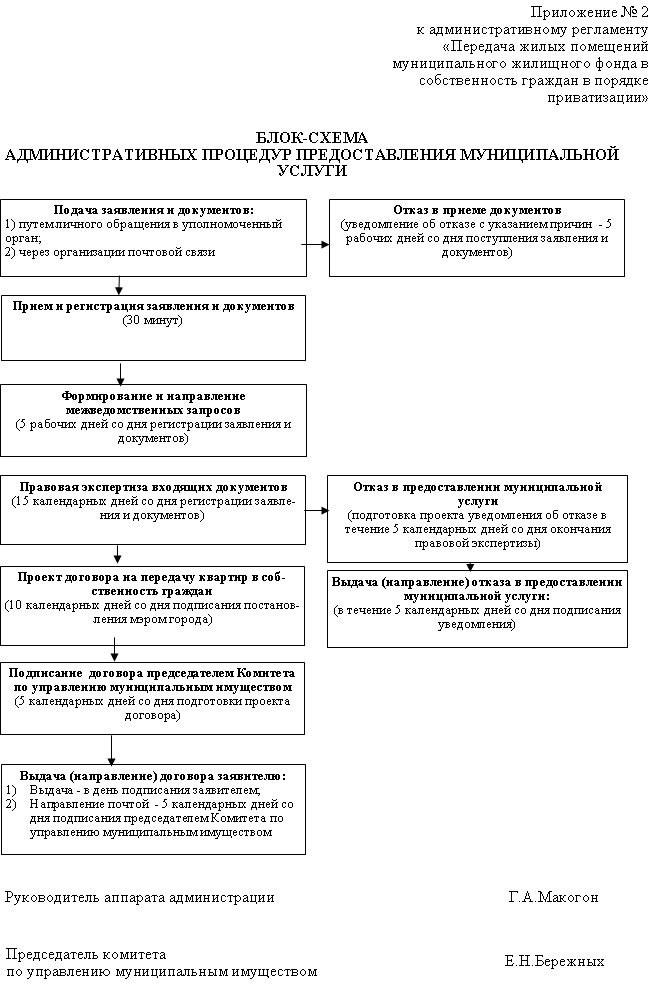 Приложение № 2
к административному регламенту
«Передача жилых помещений
муниципального жилищного фонда в
собственность граждан в порядке
приватизации»
БЛОК-СХЕМА
АДМИНИСТРАТИВНЫХ ПРОЦЕДУР ПРЕДОСТАВЛЕНИЯ МУНИЦИПАЛЬНОЙ
УСЛУГИ
Подача заявления и документов:
1) путем личного обращения в уполномоченный
орган;
2) через организации почтовой связи
Отказ в приеме документов
(уведомление об отказе с указанием причин - 5
рабочих дней со дня поступления заявления и
документов)
Прием и регистрация заявления и документов
(30 минут)
Формирование и направление
межведомственных запросов
(5 рабочих дней со дня регистрации заявления и
документов)
Правовая экспертиза входящих документов
(15 календарных дней со дня регистрации заявле-
ния и документов)
Отказ в предоставлении муниципальной
услуги
(подготовка проекта уведомления об отказе в
течение 5 календарных дней со дня окончания
правовой экспертизы)
Проект договора на передачу квартир в соб-
ственность граждан
(10 календарных дней со дня подписания постанов-
ления мэром города)
Выдача (направление) отказа в предоставлении
муниципальной услуги:
(в течение 5 календарных дней со дня подписания
уведомления)
Подписание договора председателем Комитета
по управлению муниципальным имуществом
(5 календарных дней со дня подготовки проекта
договора)
Выдача (направление) договора заявителю:
1) Выдача - в день подписания заявителем;
2) Направление почтой - 5 календарных дней со
дня подписания председателем Комитета по
управлению муниципальным имуществом
Руководитель аппарата администрации Г.А.Макогон
Председатель комитета
по управлению муниципальным имуществом Е.Н.Бережных